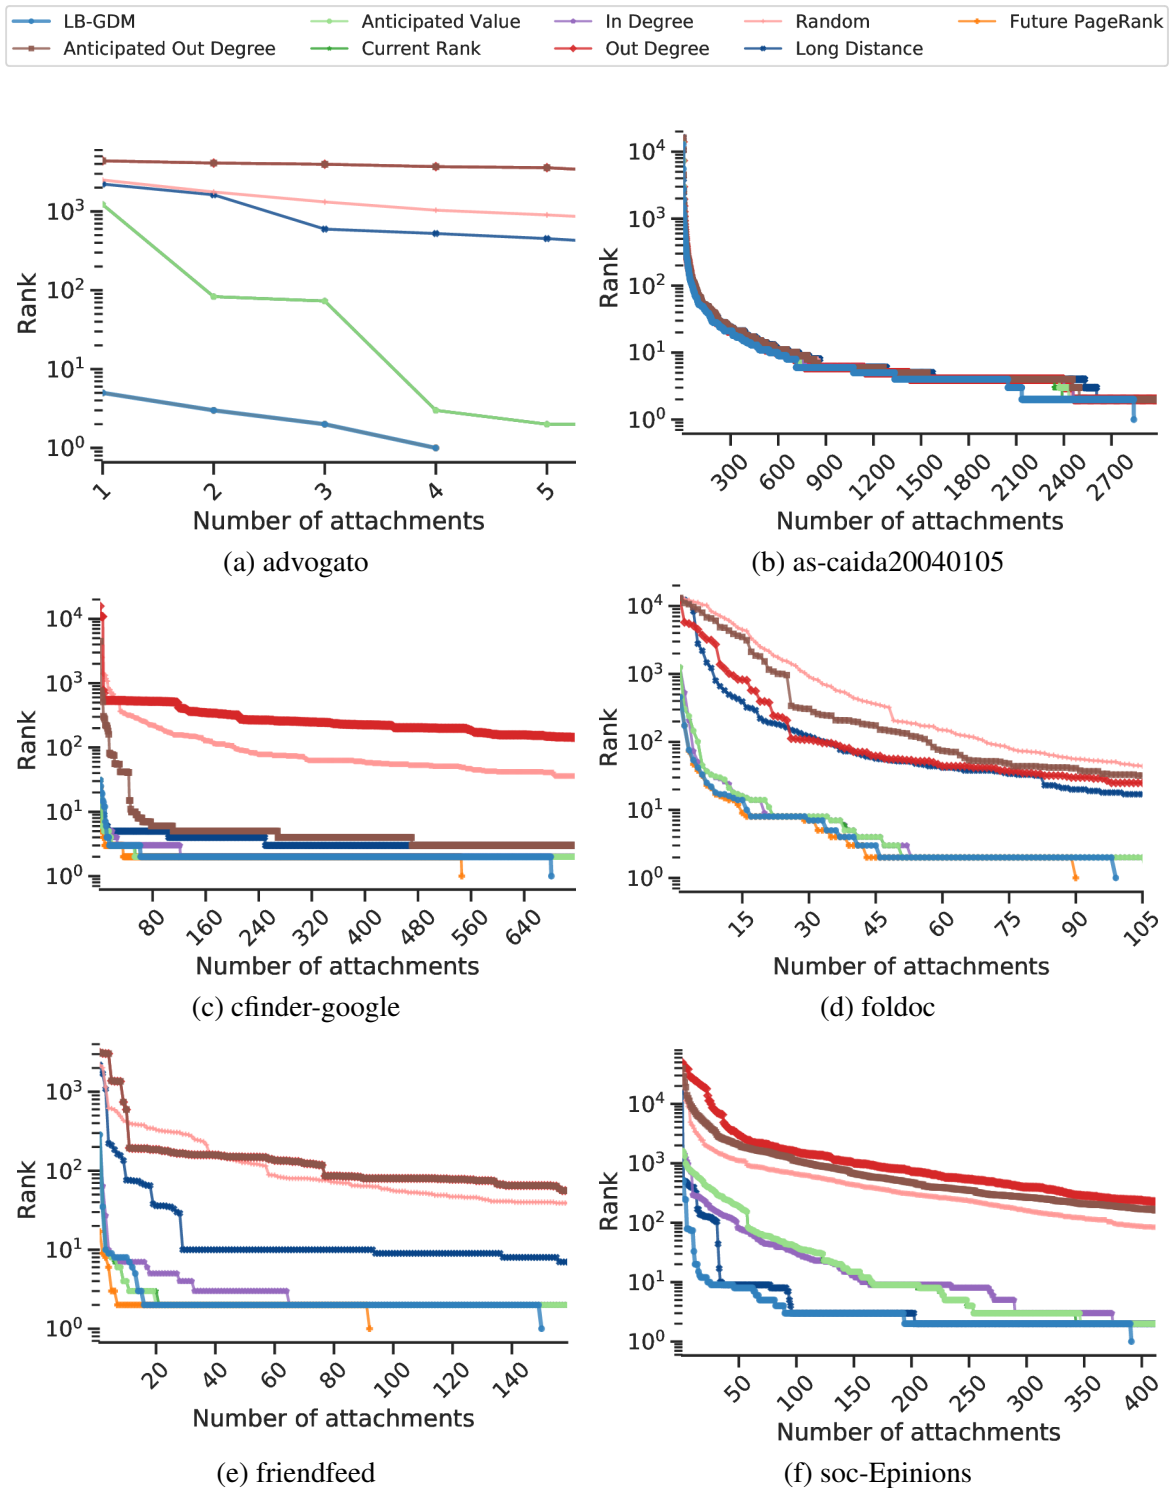 LB-GDM Anticipated Value In Degree Random Future PageRank
Anticipated Out Degree Current Rank Out Degree Long Distance
10^3
10^2
10^1
10^0
Rank
1 2 3 4 5
Number of attachments
(a) advogato
10^4
10^3
10^2
10^1
10^0
Rank
300 600 900 1200 1500 1800 2100 2400 2700
Number of attachments
(b) as-caida20040105
10^4
10^3
10^2
10^1
10^0
Rank
80 160 240 320 400 480 560 640
Number of attachments
(c) cfinder-google
10^4
10^3
10^2
10^1
10^0
Rank
15 30 45 60 75 90 105
Number of attachments
(d) foldoc
10^3
10^2
10^1
10^0
Rank
20 40 60 80 100 120 140
Number of attachments
(e) friendfeed
10^4
10^3
10^2
10^1
10^0
Rank
50 100 150 200 250 300 350 400
Number of attachments
(f) soc-Epinions